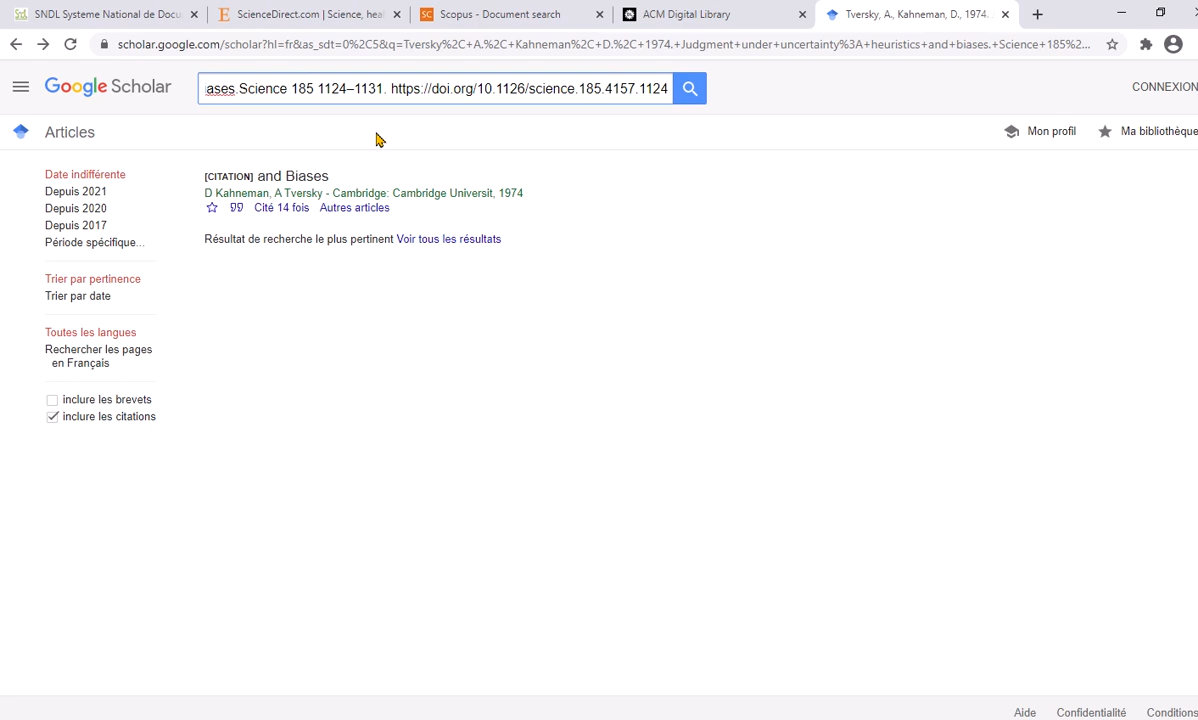 SNDL Systeme National de Docu
ScienceDirect.com | Science, heal
Scopus - Document search
ACM Digital Library
Tversky, A., Kahneman, D., 1974.
scholar.google.com/scholar?hl=fr&as_sdt=0%2C5&q=Tversky%2C+A.%2C+Kahneman%2C+D.%2C+1974.+Judgment+under+uncertainty%3A+heuristics+and+biases.+Science+185%2...
Google Scholar
ases.Science 185 1124–1131. https://doi.org/10.1126/science.185.4157.1124
CONNEXION
Articles
Mon profil
Ma bibliothèque
Date indifférente
Depuis 2021
Depuis 2020
Depuis 2017
Période spécifique...
Trier par pertinence
Trier par date
Toutes les langues
Rechercher les pages
en Français
inclure les brevets
inclure les citations
[CITATION] and Biases
D Kahneman, A Tversky - Cambridge: Cambridge Universit, 1974
Cité 14 fois Autres articles
Résultat de recherche le plus pertinent Voir tous les résultats
Aide Confidentialité Conditions